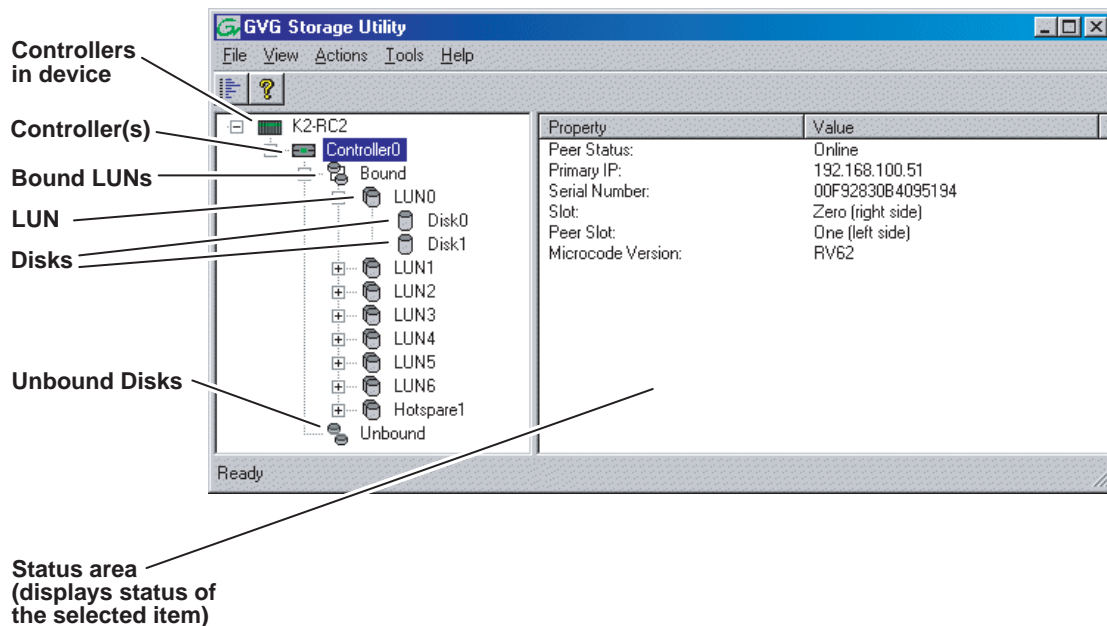 GVG Storage Utility
File View Actions Tools Help
Controllers
in device
Controller(s)
Bound LUNs
LUN
Disks
Unbound Disks
K2-RC2
Controller0
Bound
LUN0
Disk0
Disk1
LUN1
LUN2
LUN3
LUN4
LUN5
LUN6
Hotspare1
Unbound
Property Value
Peer Status: Online
Primary IP: 192.168.100.51
Serial Number: 00F92830B4095194
Slot: Zero (right side)
Peer Slot: One (left side)
Microcode Version: RV62
Ready
Status area
(displays status of
the selected item)